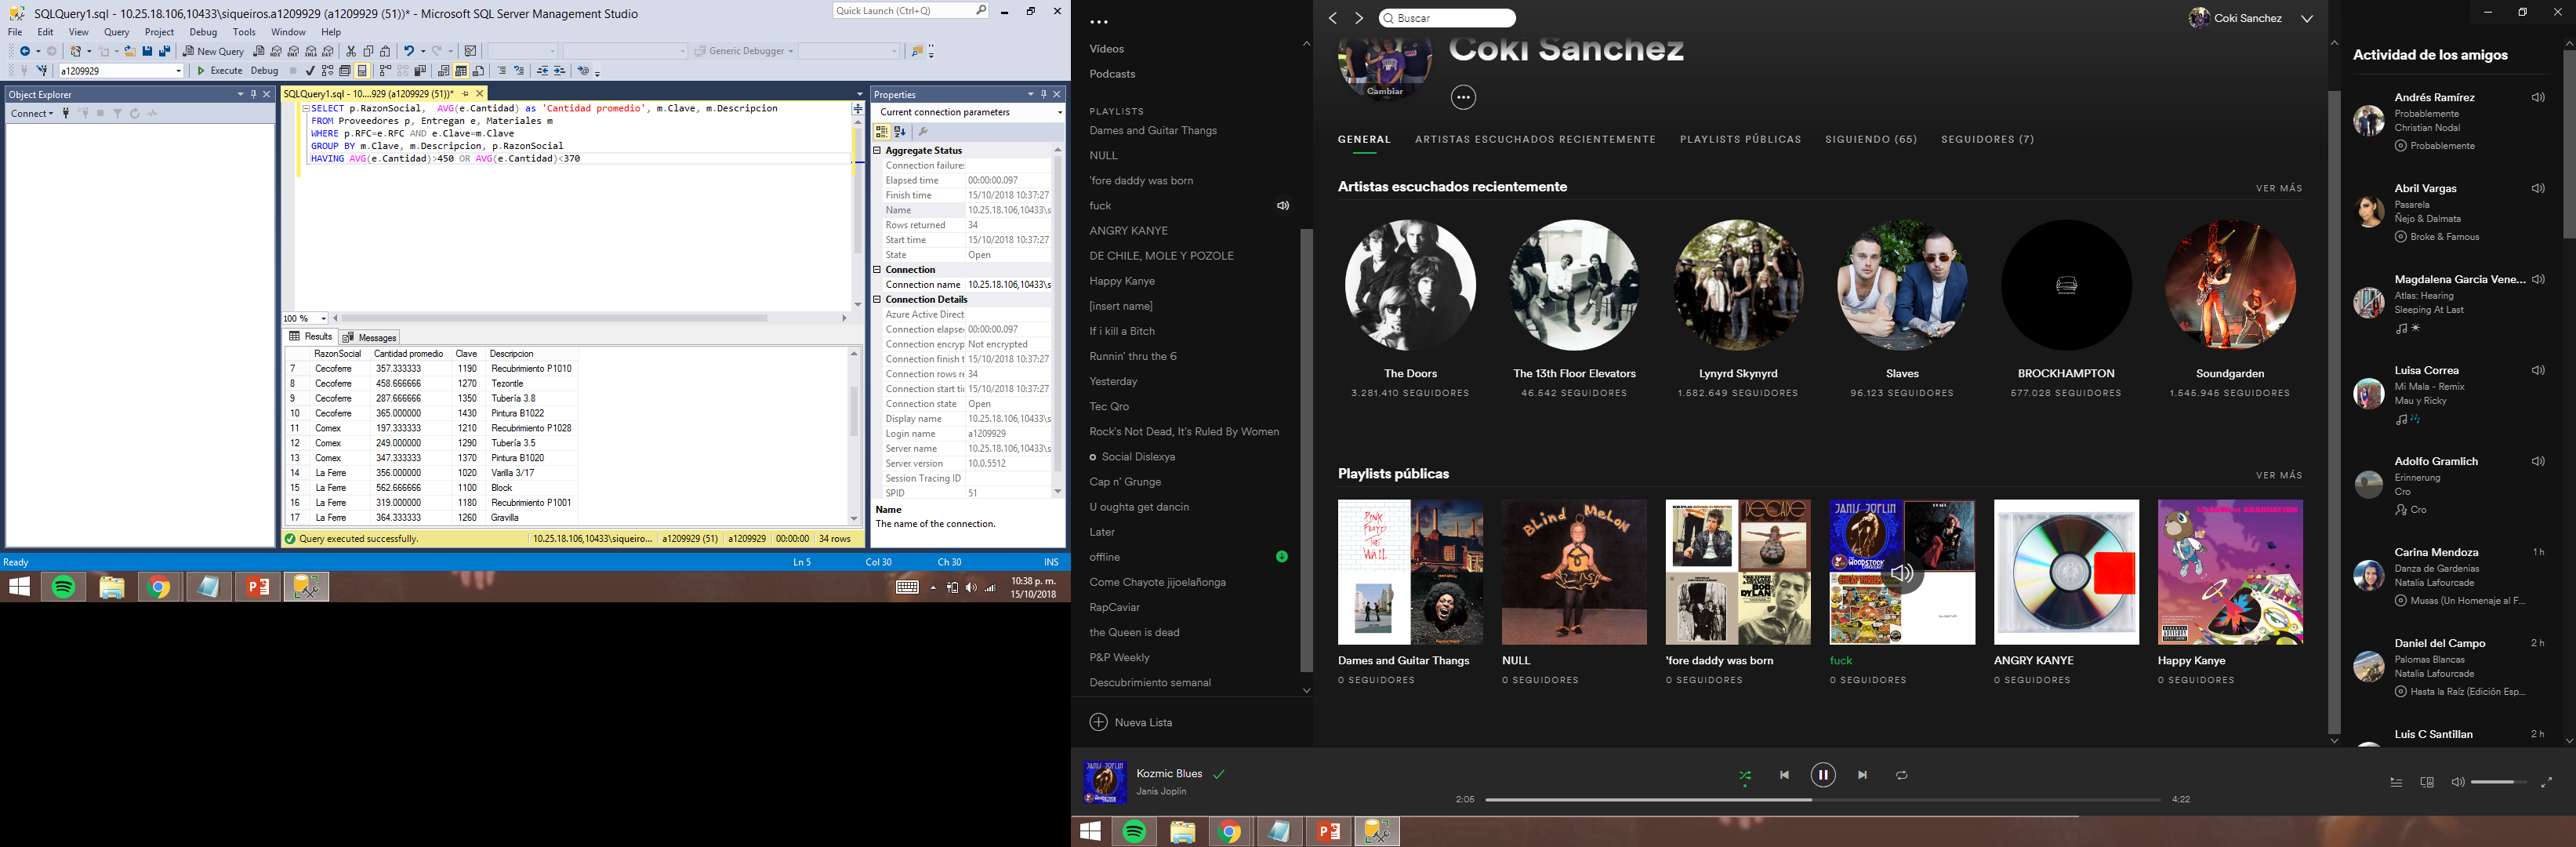 SQLQuery1.sql - 10.25.18.106,10433\siqueiros.a1209929 (a1209929 (51))* - Microsoft SQL Server Management Studio
Quick Launch (Ctrl+Q)
File Edit View Query Project Debug Tools Window Help
New Query
Generic Debugger
a1209929
Execute Debug
Object Explorer
Connect
SQLQuery1.sql - 10....929 (a1209929 (51))*
SELECT p.RazonSocial, AVG(e.Cantidad) as 'Cantidad promedio', m.Clave, m.Descripcion
FROM Proveedores p, Entregan e, Materiales m
WHERE p.RFC=e.RFC AND e.Clave=m.Clave
GROUP BY m.Clave, m.Descripcion, p.RazonSocial
HAVING AVG(e.Cantidad)>450 OR AVG(e.Cantidad)<370
100 %
Results Messages
RazonSocial Cantidad promedio Clave Descripcion
7 Cecoferre 357.333333 1190 Recubrimiento P1010
8 Cecoferre 458.666666 1270 Tezontle
9 Cecoferre 287.666666 1350 Tubería 3.8
10 Cecoferre 365.000000 1430 Pintura B1022
11 Comex 197.333333 1210 Recubrimiento P1028
12 Comex 249.000000 1290 Tubería 3.5
13 Comex 347.333333 1370 Pintura B1020
14 La Ferre 356.000000 1020 Varilla 3/17
15 La Ferre 562.666666 1100 Block
16 La Ferre 319.000000 1180 Recubrimiento P1001
17 La Ferre 364.333333 1260 Gravilla
Query executed successfully.
10.25.18.106,10433\siqueiro... a1209929 (51) a1209929 00:00:00 34 rows
Properties
Current connection parameters
Aggregate Status
Connection failures
Elapsed time 00:00:00.097
Finish time 15/10/2018 10:37:27
Name 10.25.18.106,10433\s
Rows returned 34
Start time 15/10/2018 10:37:27
State Open
Connection
Connection name 10.25.18.106,10433\s
Connection Details
Azure Active Direct
Connection elapse 00:00:00.097
Connection encryp Not encrypted
Connection finish t 15/10/2018 10:37:27
Connection rows re 34
Connection start ti 15/10/2018 10:37:27
Connection state Open
Display name 10.25.18.106,10433\s
Login name a1209929
Server name 10.25.18.106,10433\s
Server version 10.0.5512
Session Tracing ID
SPID 51
Name
The name of the connection.
Ready
Ln 5 Col 30 Ch 30 INS
10:38 p. m.
15/10/2018
Vídeos
Podcasts
PLAYLISTS
Dames and Guitar Thangs
NULL
'fore daddy was born
fuck
ANGRY KANYE
DE CHILE, MOLE Y POZOLE
Happy Kanye
[insert name]
If i kill a Bitch
Runnin' thru the 6
Yesterday
Tec Qro
Rock's Not Dead, It's Ruled By Women
Social Dislexya
Cap n' Grunge
U oughta get dancin
Later
offline
Come Chayote jijoelañonga
RapCaviar
the Queen is dead
P&P Weekly
Descubrimiento semanal
Nueva Lista
Buscar
Coki Sanchez
Coki Sanchez
Cambiar
GENERAL ARTISTAS ESCUCHADOS RECIENTEMENTE PLAYLISTS PÚBLICAS SIGUIENDO (65) SEGUIDORES (7)
Artistas escuchados recientemente
VER MÁS
The Doors The 13th Floor Elevators Lynyrd Skynyrd Slaves BROCKHAMPTON Soundgarden
3.281.410 SEGUIDORES 46.542 SEGUIDORES 1.582.649 SEGUIDORES 96.123 SEGUIDORES 577.028 SEGUIDORES 1.545.945 SEGUIDORES
Playlists públicas
VER MÁS
PINK FLOYD THE WALL
BLIND MELON
DECADE
BOB DYLAN
JANIS JOPLIN
Dames and Guitar Thangs NULL 'fore daddy was born fuck ANGRY KANYE Happy Kanye
0 SEGUIDORES 0 SEGUIDORES 0 SEGUIDORES 0 SEGUIDORES 0 SEGUIDORES 0 SEGUIDORES
Actividad de los amigos
Andrés Ramírez
Probablemente
Christian Nodal
Probablemente
Abril Vargas
Pasarela
Ñejo & Dalmata
Broke & Famous
Magdalena Garcia Vene...
Atlas: Hearing
Sleeping At Last
Luisa Correa
Mi Mala - Remix
Mau y Ricky
Adolfo Gramlich
Erinnerung
Cro
Cro
Carina Mendoza 1 h
Danza de Gardenias
Natalia Lafourcade
Musas (Un Homenaje al F...
Daniel del Campo 2 h
Palomas Blancas
Natalia Lafourcade
Hasta la Raíz (Edición Esp...
Luis C Santillan 2 h
JANIS JOPLIN
Kozmic Blues
Janis Joplin
2:05
4:22